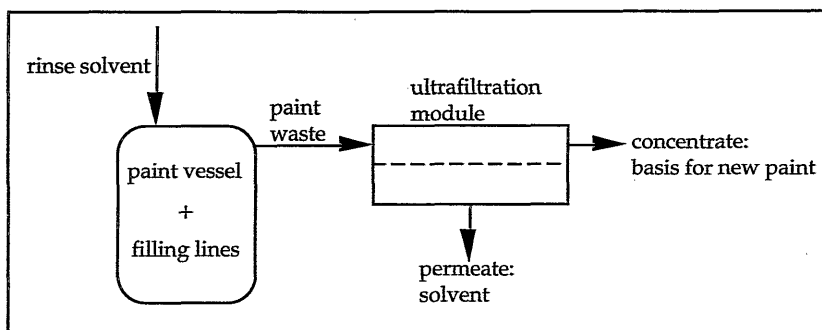 rinse solvent
paint
waste
ultrafiltration
module
paint vessel
+
filling lines
concentrate:
basis for new paint
permeate:
solvent